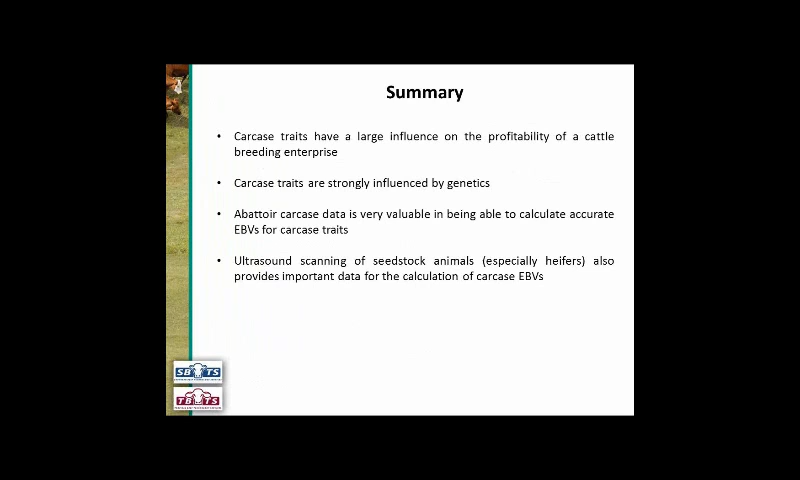 Summary
• Carcase traits have a large influence on the profitability of a cattle
breeding enterprise
• Carcase traits are strongly influenced by genetics
• Abattoir carcase data is very valuable in being able to calculate accurate
EBVs for carcase traits
• Ultrasound scanning of seedstock animals (especially heifers) also
provides important data for the calculation of carcase EBVs
SBTS
TBTS